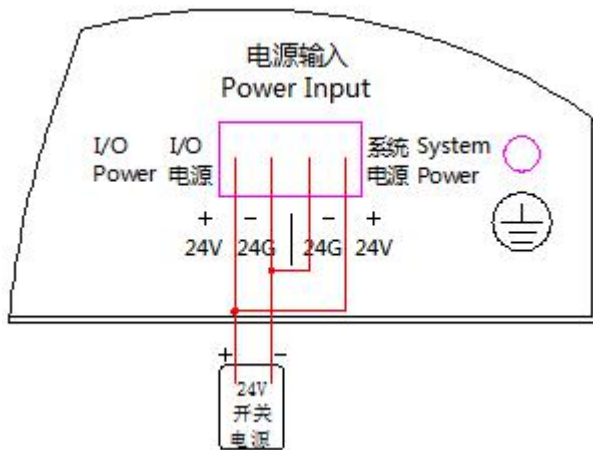 电源输入
Power Input
I/O I/O 系统 System
Power 电源 电源 Power
+ − − +
24V 24G 24G 24V
+ −
24V
开关
电源